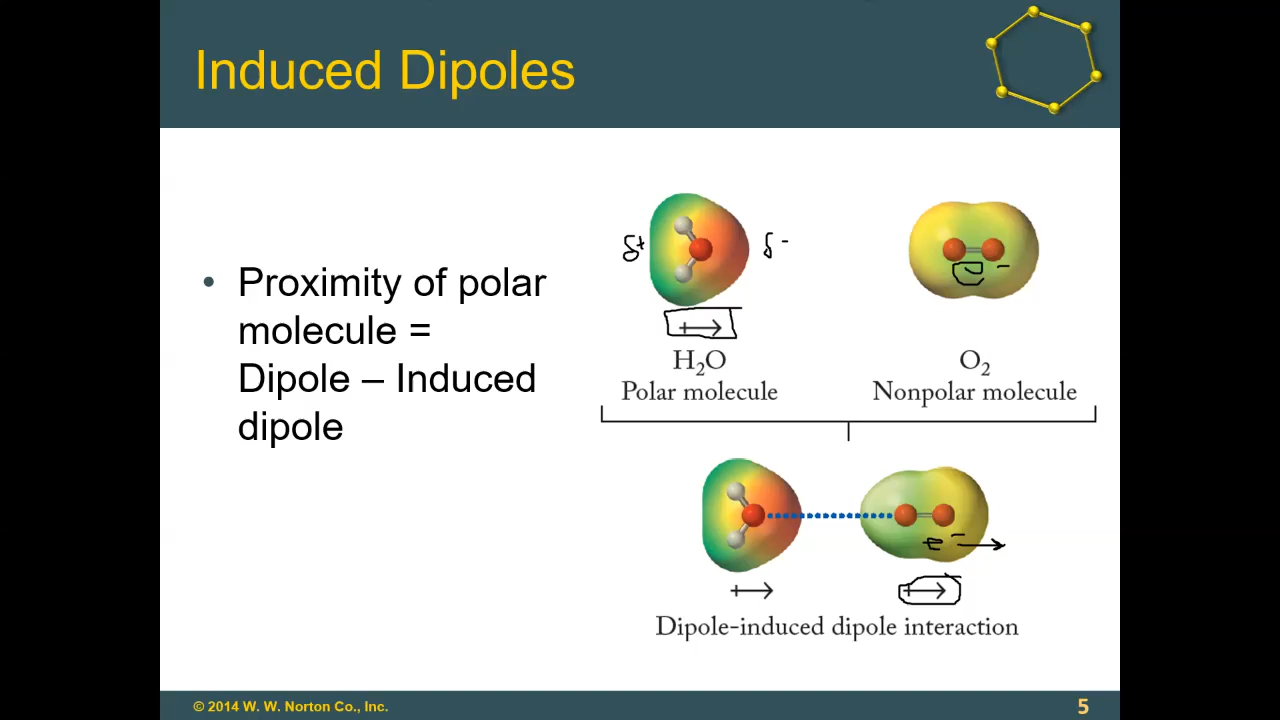 Induced Dipoles
• Proximity of polar
molecule =
Dipole – Induced
dipole
δ+
δ-
H₂O
Polar molecule
O₂
Nonpolar molecule
e⁻
Dipole-induced dipole interaction
© 2014 W. W. Norton Co., Inc.
5